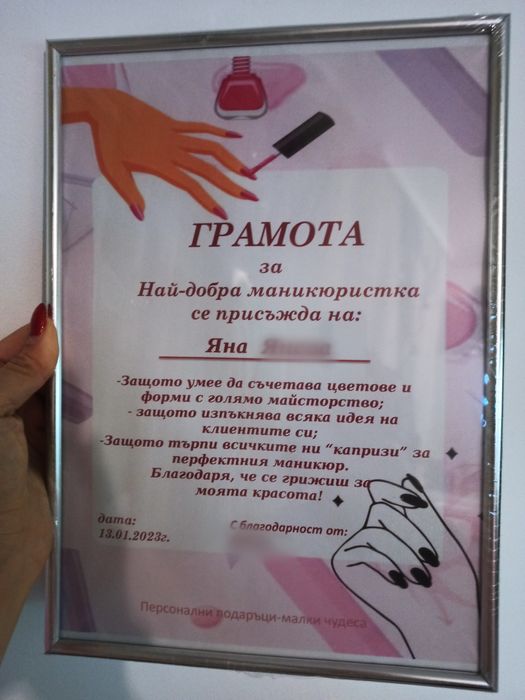 ГРАМОТА
за
Най-добра маникюристка
се присъжда на:
Яна
-Защото умее да съчетава цветове и
форми с голямо майсторство;
- защото изпъкнява всяка идея на
клиентите си;
-Защото търпи всичките ни “капризи” за
перфектния маникюр.
Благодаря, че се грижиш за
моята красота!
дата:
13.01.2023г.
С благодарност от:
Персонални подаръци-малки чудеса